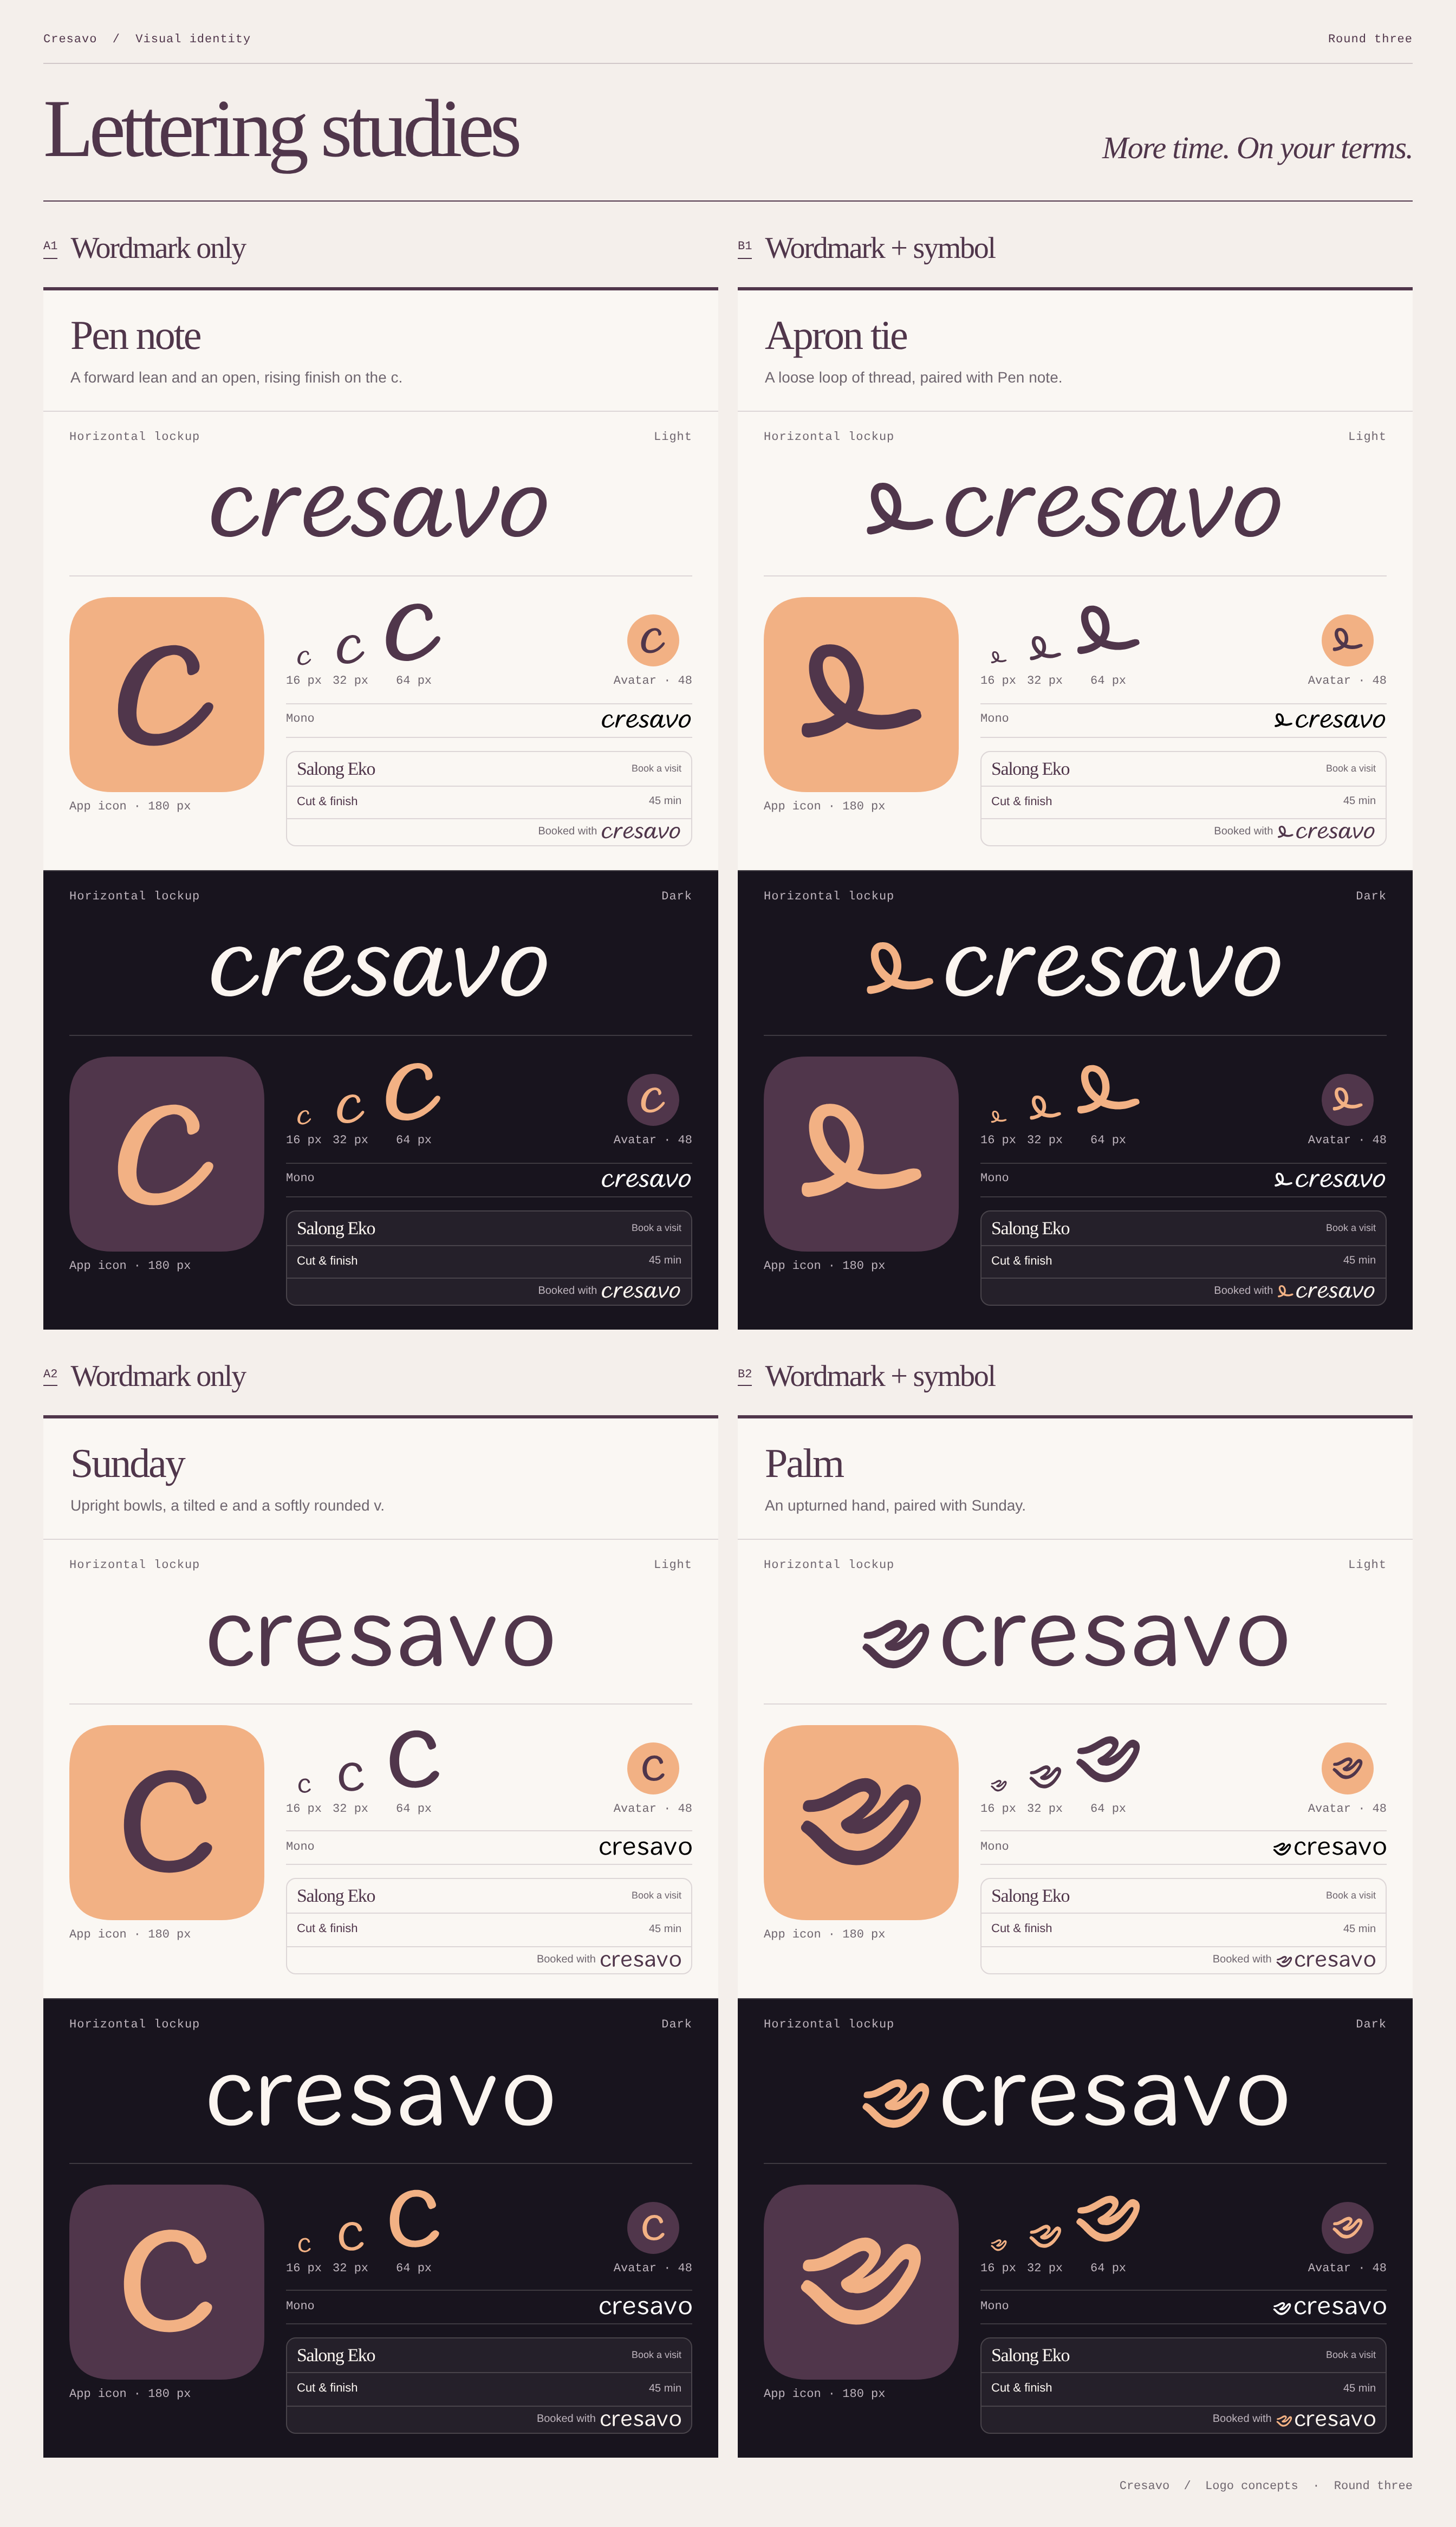 Cresavo / Visual identity
Round three
Lettering studies
More time. On your terms.
A1 Wordmark only
Pen note
A forward lean and an open, rising finish on the c.
Horizontal lockup
Light
cresavo
c
c c c
c
16 px 32 px 64 px
Avatar · 48
Mono
cresavo
Salong Eko
Book a visit
Cut & finish
45 min
Booked with cresavo
App icon · 180 px
Horizontal lockup
Dark
cresavo
c
c c c
c
16 px 32 px 64 px
Avatar · 48
Mono
cresavo
Salong Eko
Book a visit
Cut & finish
45 min
Booked with cresavo
App icon · 180 px
B1 Wordmark + symbol
Apron tie
A loose loop of thread, paired with Pen note.
Horizontal lockup
Light
cresavo
16 px 32 px 64 px
Avatar · 48
Mono
cresavo
Salong Eko
Book a visit
Cut & finish
45 min
Booked with cresavo
App icon · 180 px
Horizontal lockup
Dark
cresavo
16 px 32 px 64 px
Avatar · 48
Mono
cresavo
Salong Eko
Book a visit
Cut & finish
45 min
Booked with cresavo
App icon · 180 px
A2 Wordmark only
Sunday
Upright bowls, a tilted e and a softly rounded v.
Horizontal lockup
Light
cresavo
c
c c c
c
16 px 32 px 64 px
Avatar · 48
Mono
cresavo
Salong Eko
Book a visit
Cut & finish
45 min
Booked with cresavo
App icon · 180 px
Horizontal lockup
Dark
cresavo
c
c c c
c
16 px 32 px 64 px
Avatar · 48
Mono
cresavo
Salong Eko
Book a visit
Cut & finish
45 min
Booked with cresavo
App icon · 180 px
B2 Wordmark + symbol
Palm
An upturned hand, paired with Sunday.
Horizontal lockup
Light
cresavo
16 px 32 px 64 px
Avatar · 48
Mono
cresavo
Salong Eko
Book a visit
Cut & finish
45 min
Booked with cresavo
App icon · 180 px
Horizontal lockup
Dark
cresavo
16 px 32 px 64 px
Avatar · 48
Mono
cresavo
Salong Eko
Book a visit
Cut & finish
45 min
Booked with cresavo
App icon · 180 px
Cresavo / Logo concepts · Round three